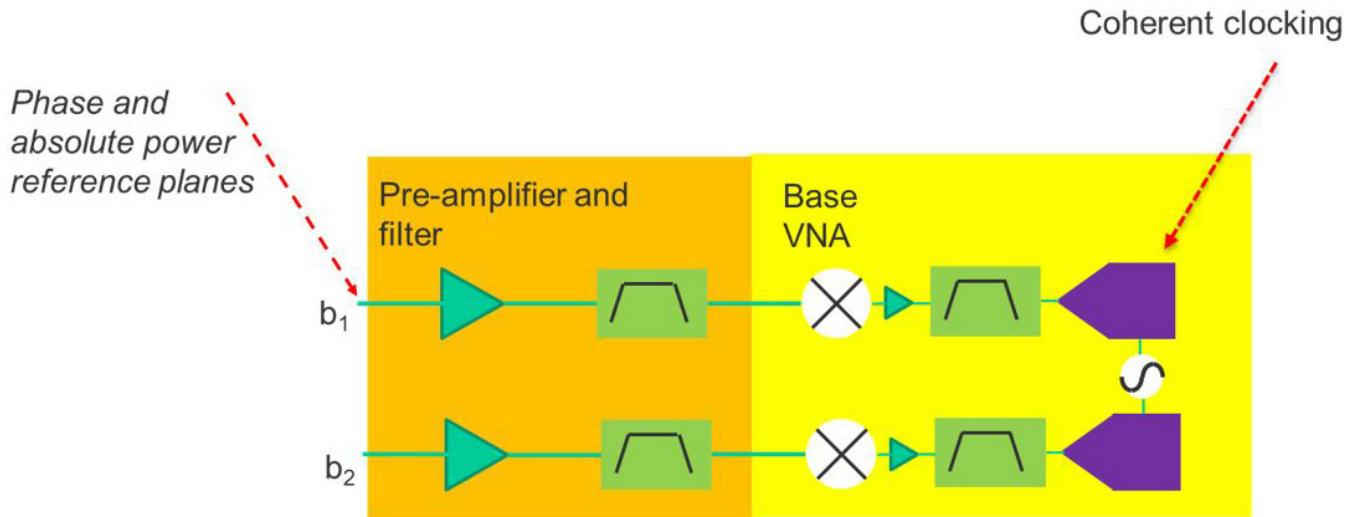 Coherent clocking
Phase and
absolute power
reference planes
Pre-amplifier and
filter
Base
VNA
b₁
b₂